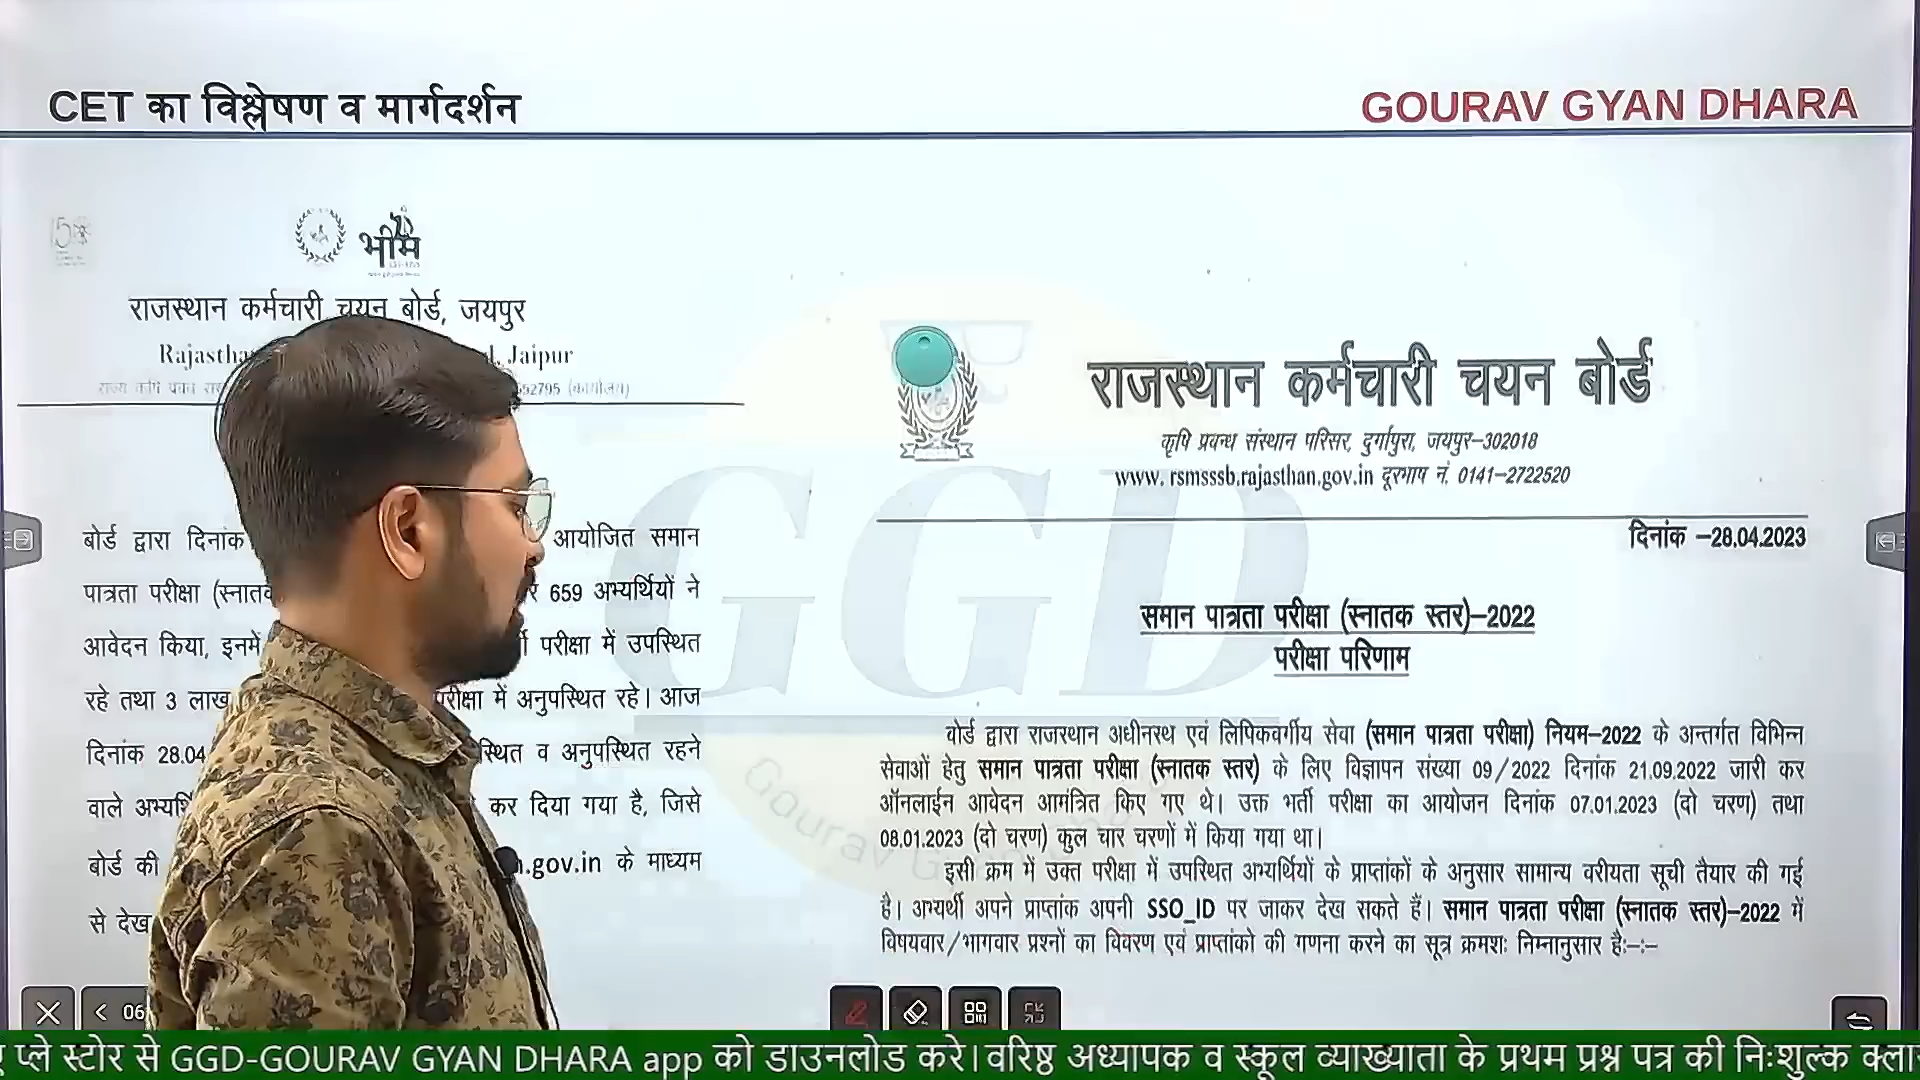 CET का विश्लेषण व मार्गदर्शन
GOURAV GYAN DHARA
भीम
राजस्थान कर्मचारी चयन बोर्ड, जयपुर
Jaipur
52795 (कार्यालय)
बोर्ड द्वारा दिनांक आयोजित समान
पात्रता परीक्षा 659 अभ्यर्थियों ने
आवेदन किया, इनमें परीक्षा में उपस्थित
रहे तथा 3 लाख परीक्षा में अनुपस्थित रहे। आज
दिनांक 28.04 व अनुपस्थित रहने
वाले कर दिया गया है, जिसे
बोर्ड की .gov.in के माध्यम
से देख
राजस्थान कर्मचारी चयन बोर्ड
कृषि प्रबन्ध संस्थान परिसर, दुर्गापुरा, जयपुर–302018
www. rsmsssb.rajasthan.gov.in दूरभाष नं. 0141–2722520
दिनांक –28.04.2023
समान पात्रता परीक्षा (स्नातक स्तर)–2022
परीक्षा परिणाम
बोर्ड द्वारा राजस्थान अधीनस्थ एवं लिपिकवर्गीय सेवा (समान पात्रता परीक्षा) नियम–2022 के अन्तर्गत विभिन्न
सेवाओं हेतु समान पात्रता परीक्षा (स्नातक स्तर) के लिए विज्ञापन संख्या 09/2022 दिनांक 21.09.2022 जारी कर
ऑनलाईन आवेदन आमंत्रित किए गए थे। उक्त भर्ती परीक्षा का आयोजन दिनांक 07.01.2023 (दो चरण) तथा
08.01.2023 (दो चरण) कुल चार चरणों में किया गया था।
इसी क्रम में उक्त परीक्षा में उपस्थित अभ्यर्थियों के प्राप्तांकों के अनुसार सामान्य वरीयता सूची तैयार की गई
है। अभ्यर्थी अपने प्राप्तांक अपनी SSO_ID पर जाकर देख सकते हैं। समान पात्रता परीक्षा (स्नातक स्तर)–2022 में
विषयवार/भागवार प्रश्नों का विवरण एवं प्राप्तांको की गणना करने का सूत्र क्रमशः निम्नानुसार है:–:–
GGD
Gourav
06
प्ले स्टोर से GGD-GOURAV GYAN DHARA app को डाउनलोड करे। वरिष्ठ अध्यापक व स्कूल व्याख्याता के प्रथम प्रश्न पत्र की निःशुल्क